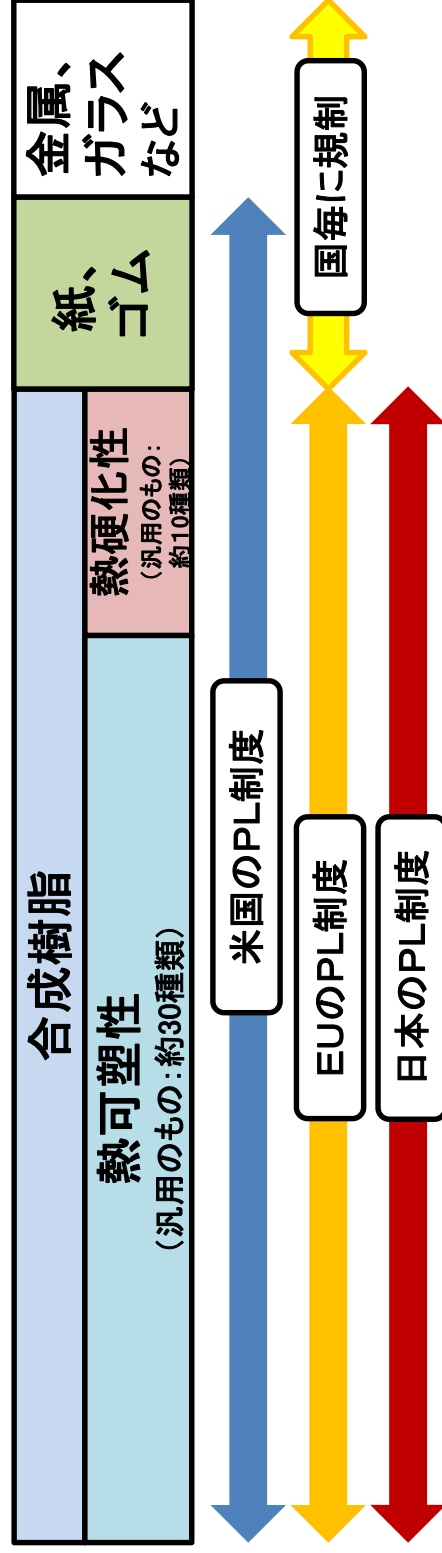 合成樹脂
熱可塑性
（汎用のもの：約30種類）
熱硬化性
（汎用のもの：
約10種類）
紙、
ゴム
金属、
ガラス
など
米国のPL制度
EUのPL制度
国毎に規制
日本のPL制度